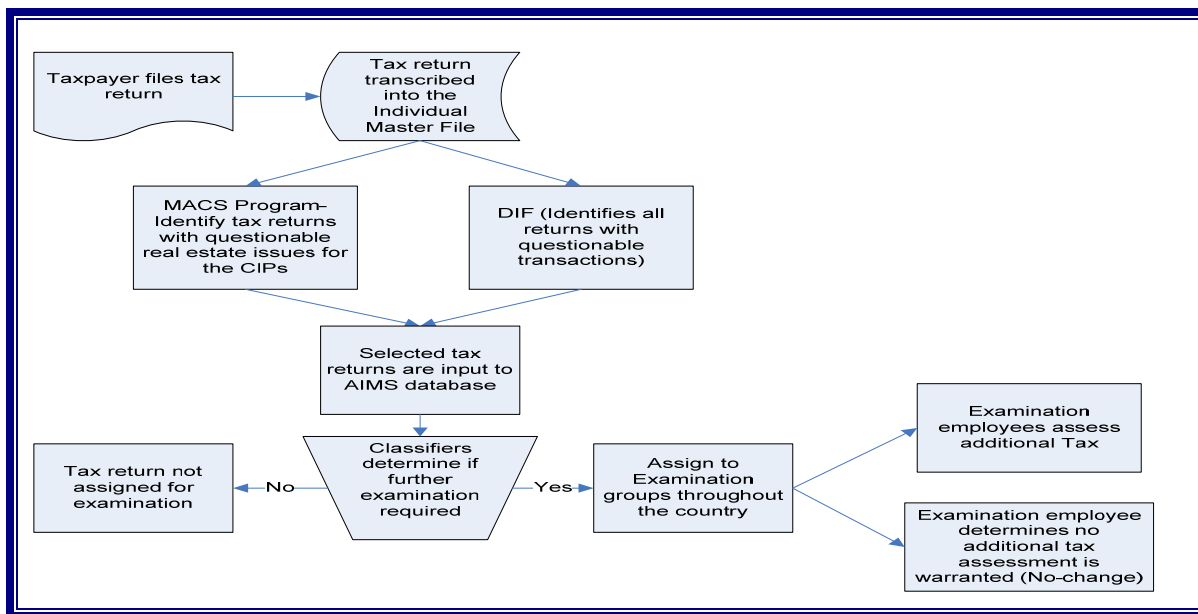 Taxpayer files tax
return
Tax return
transcribed
into the
Individual
Master File
MACS Program–
Identify tax returns
with questionable
real estate issues for
the CIPs
DIF (Identifies all
returns with
questionable
transactions)
Selected tax
returns are input to
AIMS database
Classifiers
determine if
further
examination
required
No
Tax return not
assigned for
examination
Yes
Assign to
Examination
groups throughout
the country
Examination
employees assess
additional Tax
Examination employee
determines no
additional tax
assessment is
warranted (No-change)